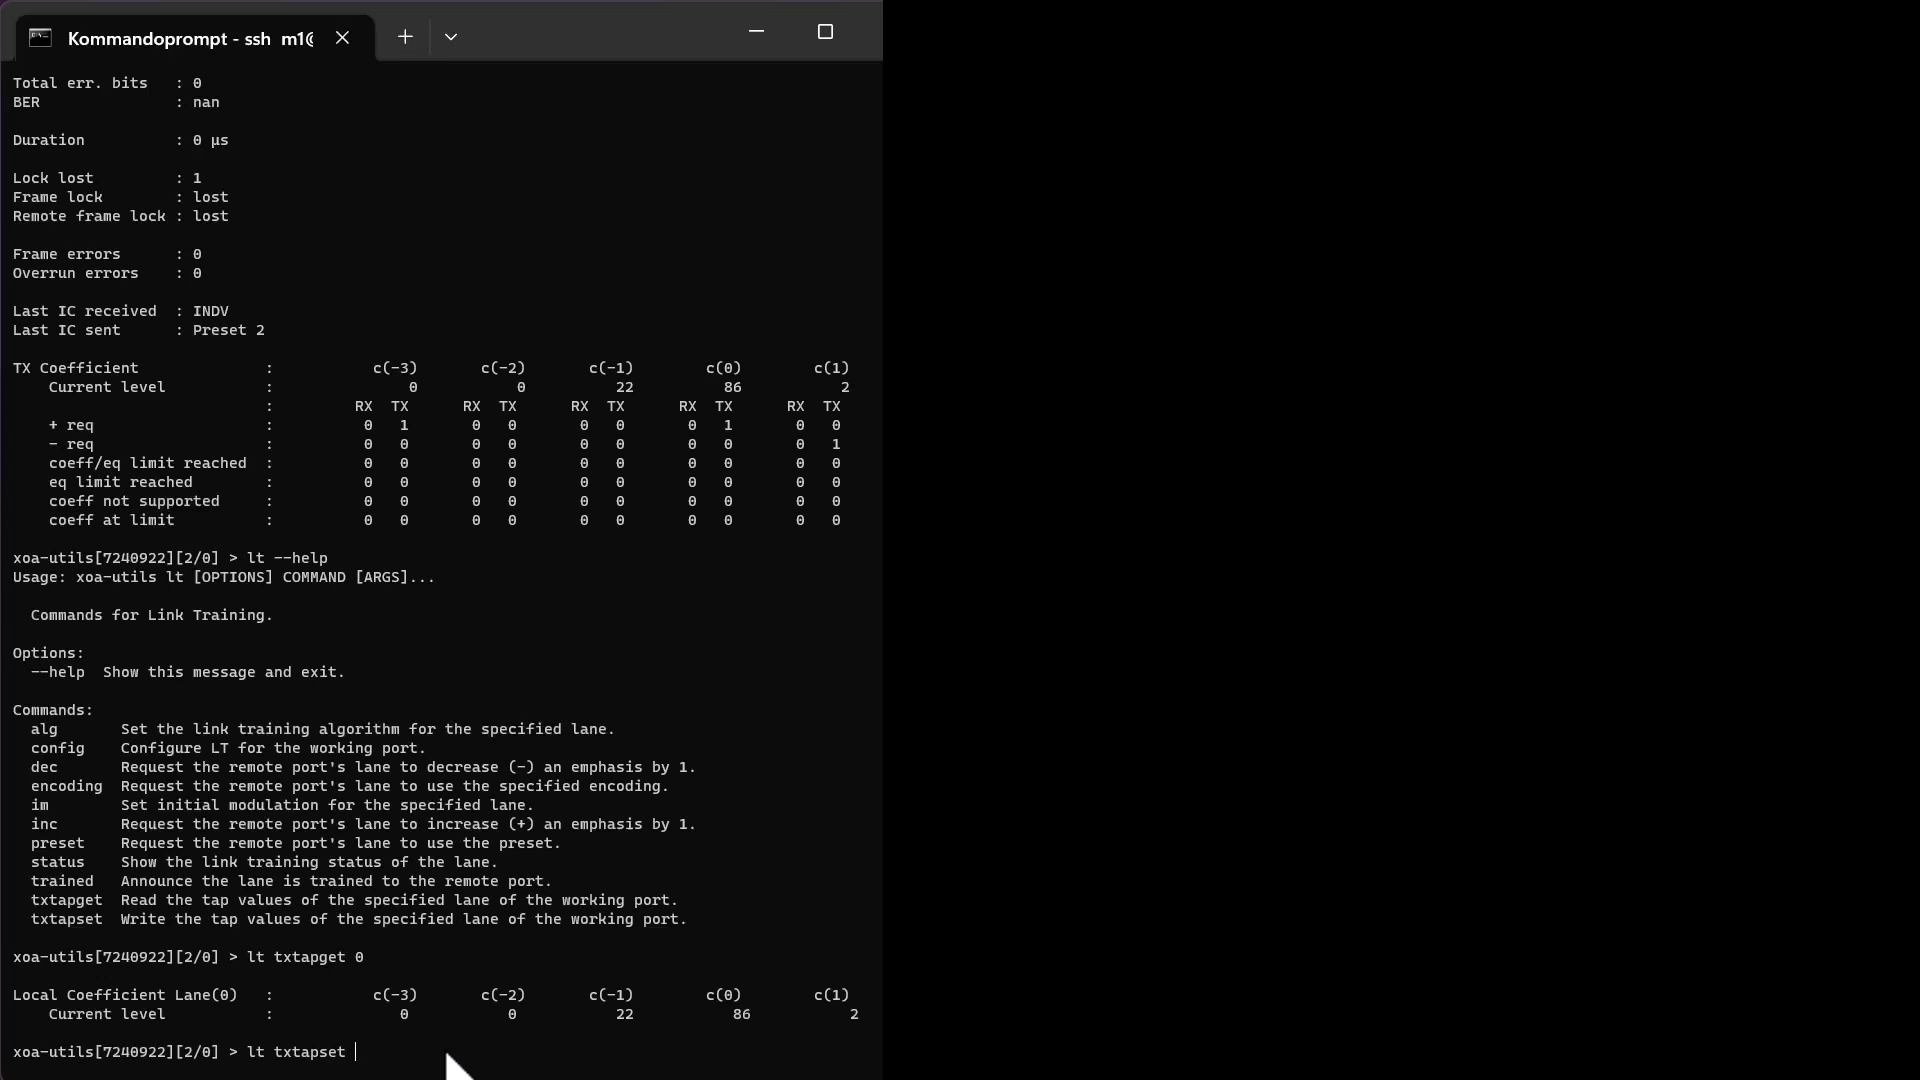 Kommandoprompt - ssh m1@
Total err. bits : 0
BER : nan
Duration : 0 µs
Lock lost : 1
Frame lock : lost
Remote frame lock : lost
Frame errors : 0
Overrun errors : 0
Last IC received : INDV
Last IC sent : Preset 2
TX Coefficient : c(-3) c(-2) c(-1) c(0) c(1)
Current level : 0 0 22 86 2
: RX TX RX TX RX TX RX TX RX TX
+ req : 0 1 0 0 0 0 0 1 0 0
- req : 0 0 0 0 0 0 0 0 0 1
coeff/eq limit reached : 0 0 0 0 0 0 0 0 0 0
eq limit reached : 0 0 0 0 0 0 0 0 0 0
coeff not supported : 0 0 0 0 0 0 0 0 0 0
coeff at limit : 0 0 0 0 0 0 0 0 0 0
xoa-utils[7240922][2/0] > lt --help
Usage: xoa-utils lt [OPTIONS] COMMAND [ARGS]...
Commands for Link Training.
Options:
--help Show this message and exit.
Commands:
alg Set the link training algorithm for the specified lane.
config Configure LT for the working port.
dec Request the remote port's lane to decrease (-) an emphasis by 1.
encoding Request the remote port's lane to use the specified encoding.
im Set initial modulation for the specified lane.
inc Request the remote port's lane to increase (+) an emphasis by 1.
preset Request the remote port's lane to use the preset.
status Show the link training status of the lane.
trained Announce the lane is trained to the remote port.
txtapget Read the tap values of the specified lane of the working port.
txtapset Write the tap values of the specified lane of the working port.
xoa-utils[7240922][2/0] > lt txtapget 0
Local Coefficient Lane(0) : c(-3) c(-2) c(-1) c(0) c(1)
Current level : 0 0 22 86 2
xoa-utils[7240922][2/0] > lt txtapset